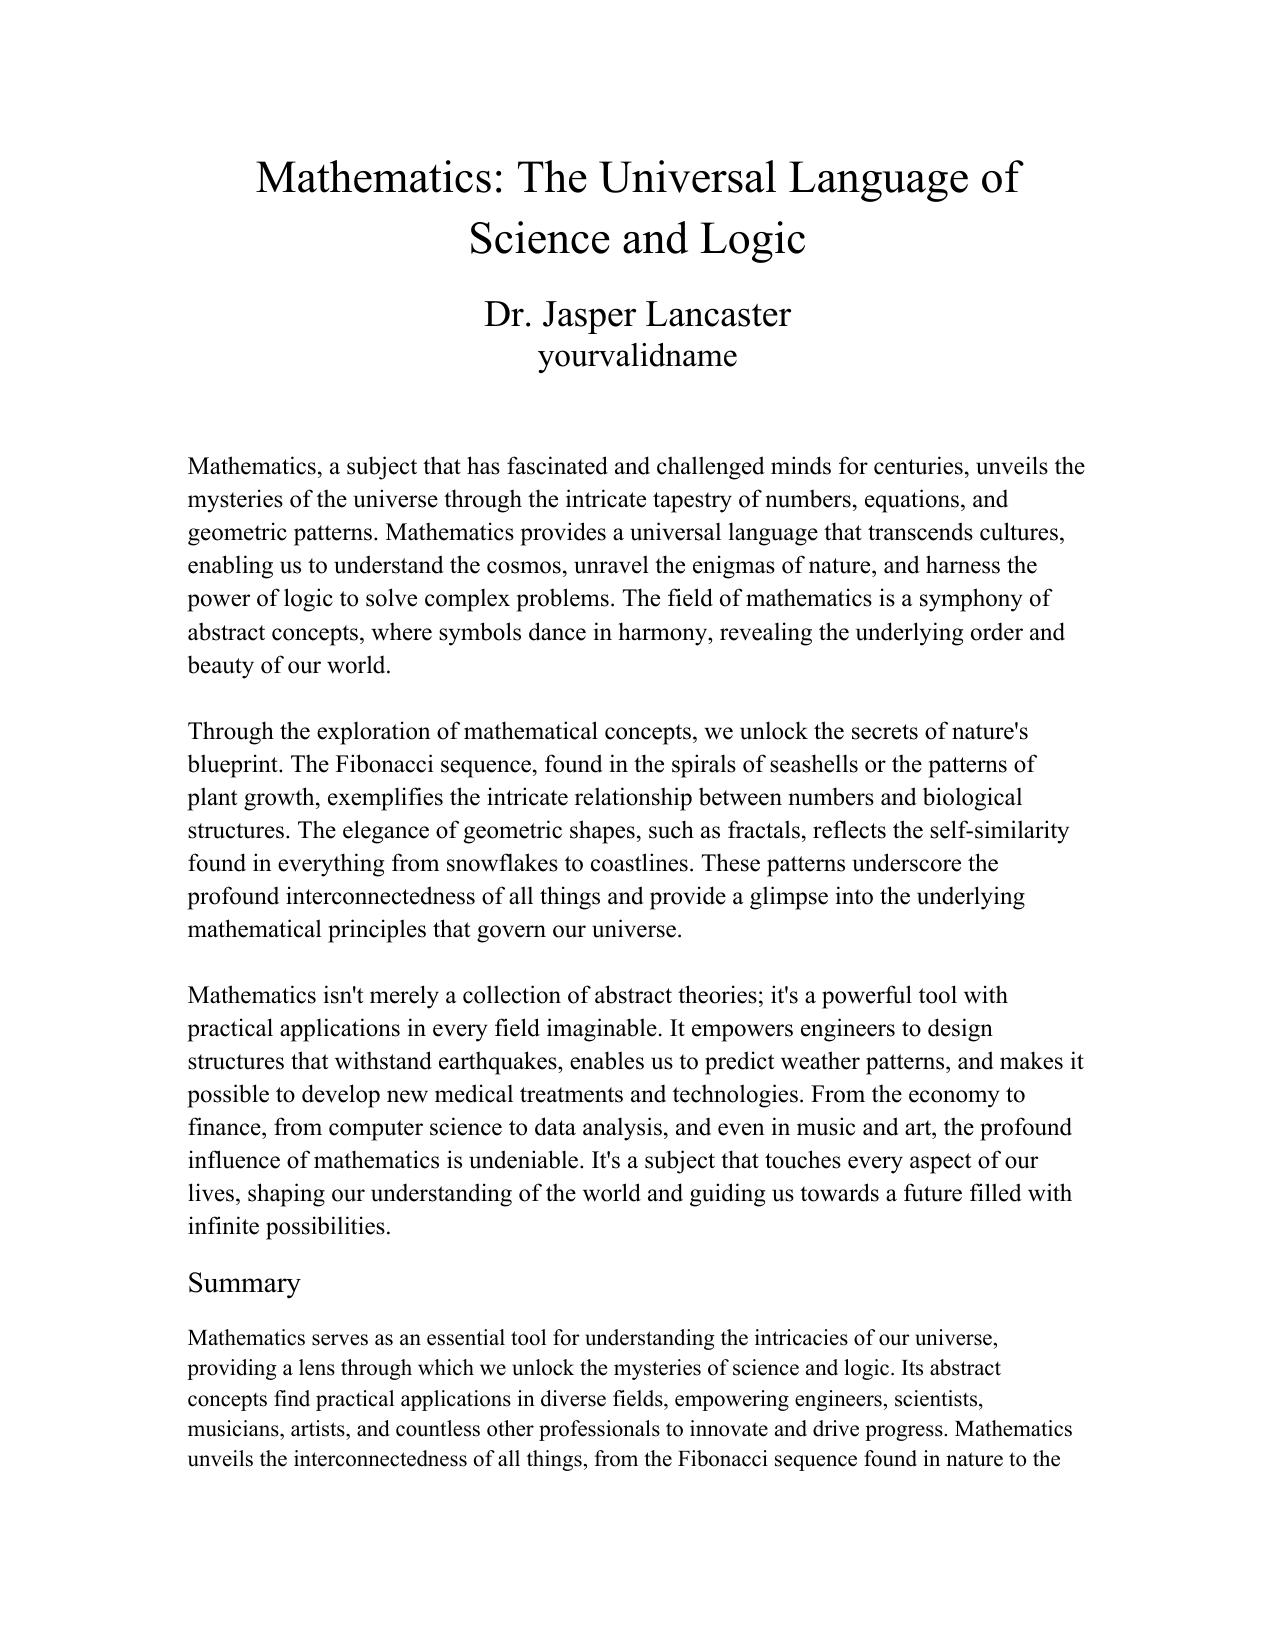 Mathematics: The Universal Language of
Science and Logic
Dr. Jasper Lancaster
yourvalidname
Mathematics, a subject that has fascinated and challenged minds for centuries, unveils the
mysteries of the universe through the intricate tapestry of numbers, equations, and
geometric patterns. Mathematics provides a universal language that transcends cultures,
enabling us to understand the cosmos, unravel the enigmas of nature, and harness the
power of logic to solve complex problems. The field of mathematics is a symphony of
abstract concepts, where symbols dance in harmony, revealing the underlying order and
beauty of our world.
Through the exploration of mathematical concepts, we unlock the secrets of nature's
blueprint. The Fibonacci sequence, found in the spirals of seashells or the patterns of
plant growth, exemplifies the intricate relationship between numbers and biological
structures. The elegance of geometric shapes, such as fractals, reflects the self-similarity
found in everything from snowflakes to coastlines. These patterns underscore the
profound interconnectedness of all things and provide a glimpse into the underlying
mathematical principles that govern our universe.
Mathematics isn't merely a collection of abstract theories; it's a powerful tool with
practical applications in every field imaginable. It empowers engineers to design
structures that withstand earthquakes, enables us to predict weather patterns, and makes it
possible to develop new medical treatments and technologies. From the economy to
finance, from computer science to data analysis, and even in music and art, the profound
influence of mathematics is undeniable. It's a subject that touches every aspect of our
lives, shaping our understanding of the world and guiding us towards a future filled with
infinite possibilities.
Summary
Mathematics serves as an essential tool for understanding the intricacies of our universe,
providing a lens through which we unlock the mysteries of science and logic. Its abstract
concepts find practical applications in diverse fields, empowering engineers, scientists,
musicians, artists, and countless other professionals to innovate and drive progress. Mathematics
unveils the interconnectedness of all things, from the Fibonacci sequence found in nature to the